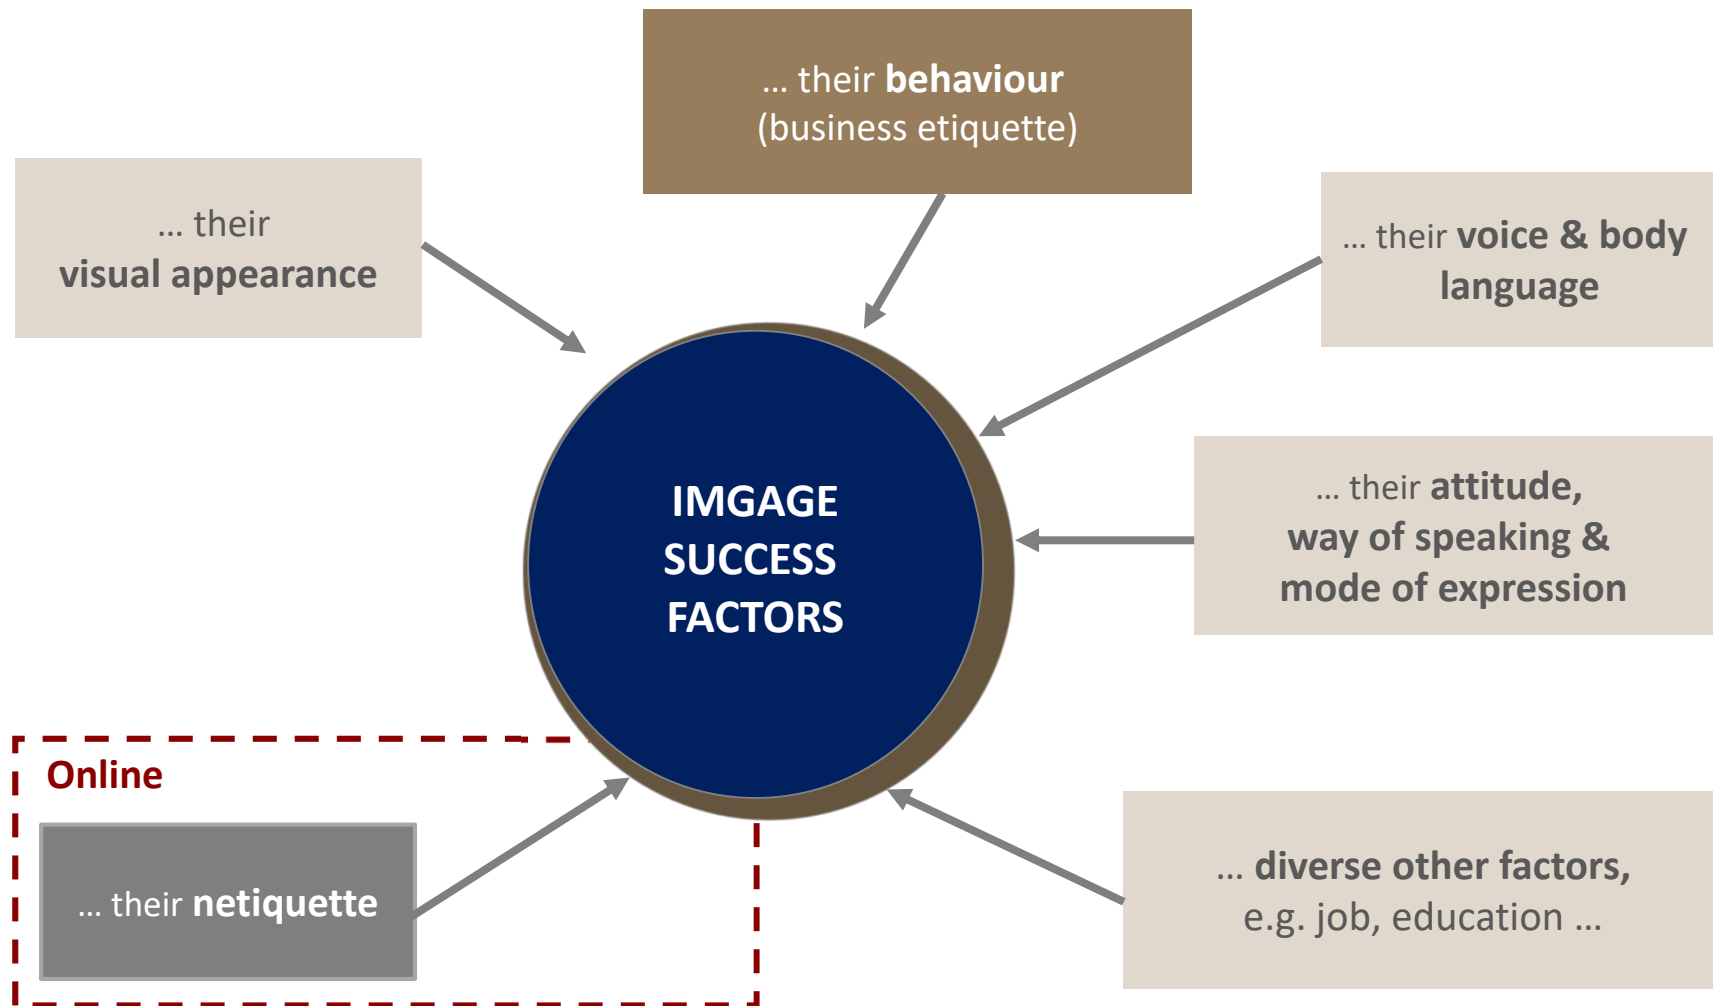 … their behaviour
(business etiquette)
… their
visual appearance
… their voice & body
language
IMGAGE
SUCCESS
FACTORS
… their attitude,
way of speaking &
mode of expression
Online
… their netiquette
… diverse other factors,
e.g. job, education …